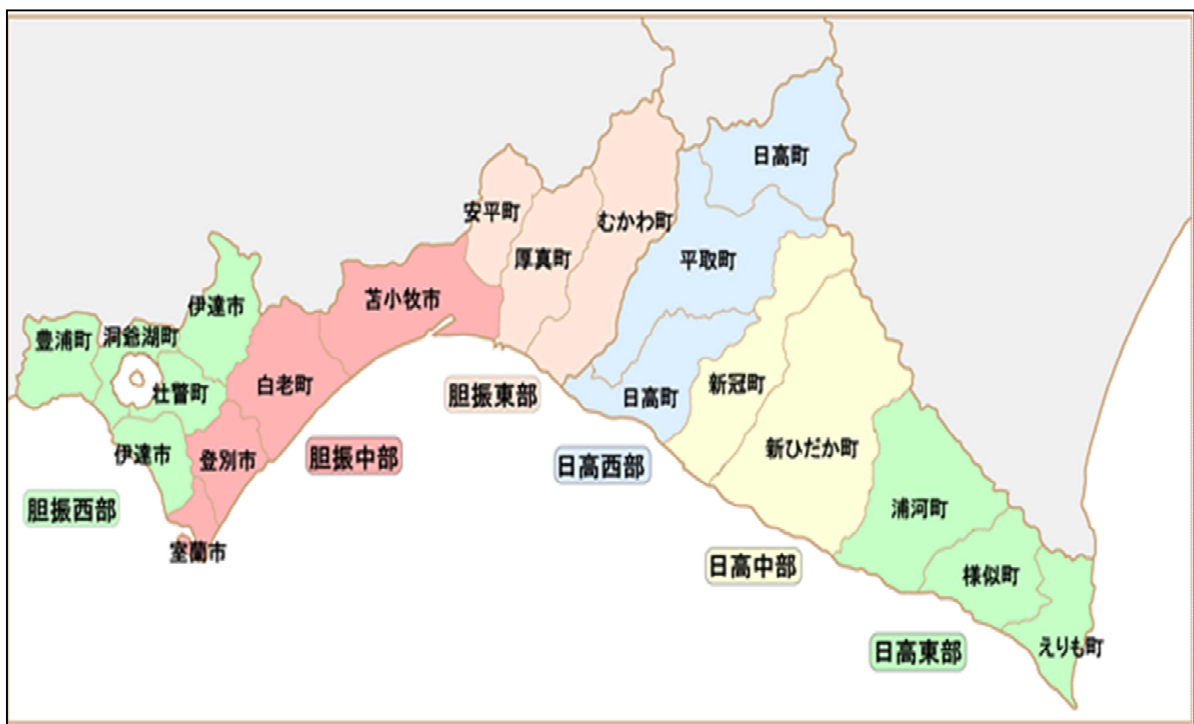 日高町
安平町
むかわ町
厚真町
平取町
伊達市
苫小牧市
豊浦町
洞爺湖町
壮瞥町
白老町
胆振東部
日高町
新冠町
伊達市
登別市
胆振中部
日高西部
新ひだか町
胆振西部
浦河町
室蘭市
日高中部
様似町
日高東部
えりも町